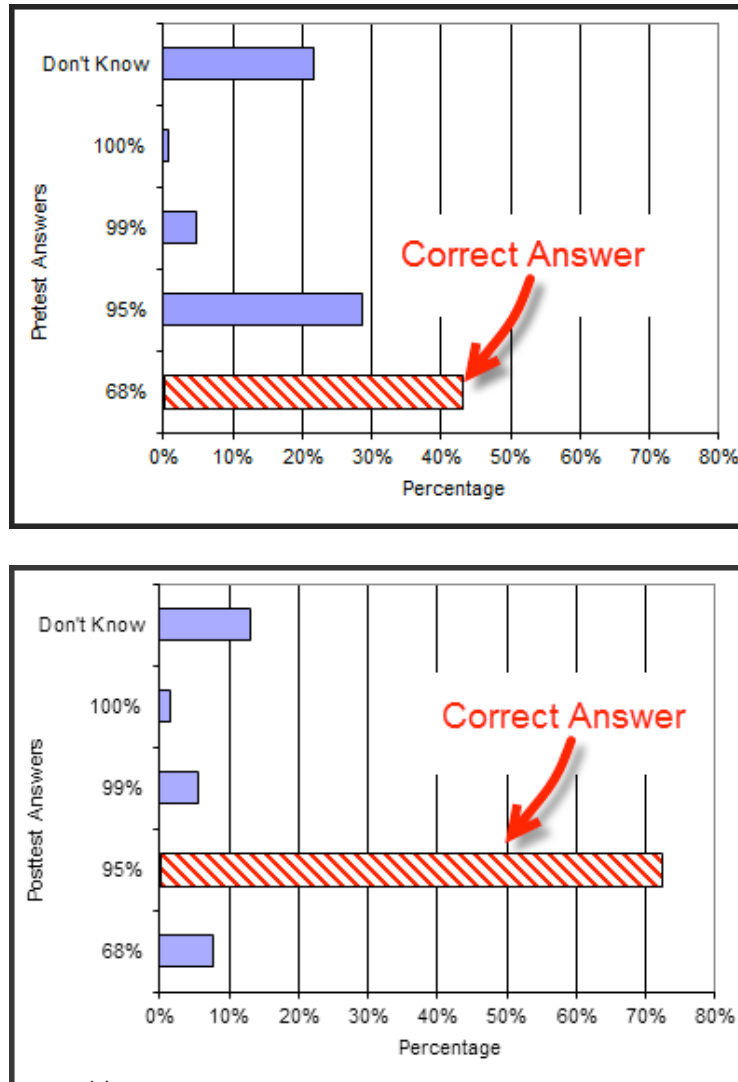 Don't Know
100%
99%
95%
68%
Pretest Answers
Correct Answer
0% 10% 20% 30% 40% 50% 60% 70% 80%
Percentage
Don't Know
100%
99%
95%
68%
Posttest Answers
Correct Answer
0% 10% 20% 30% 40% 50% 60% 70% 80%
Percentage